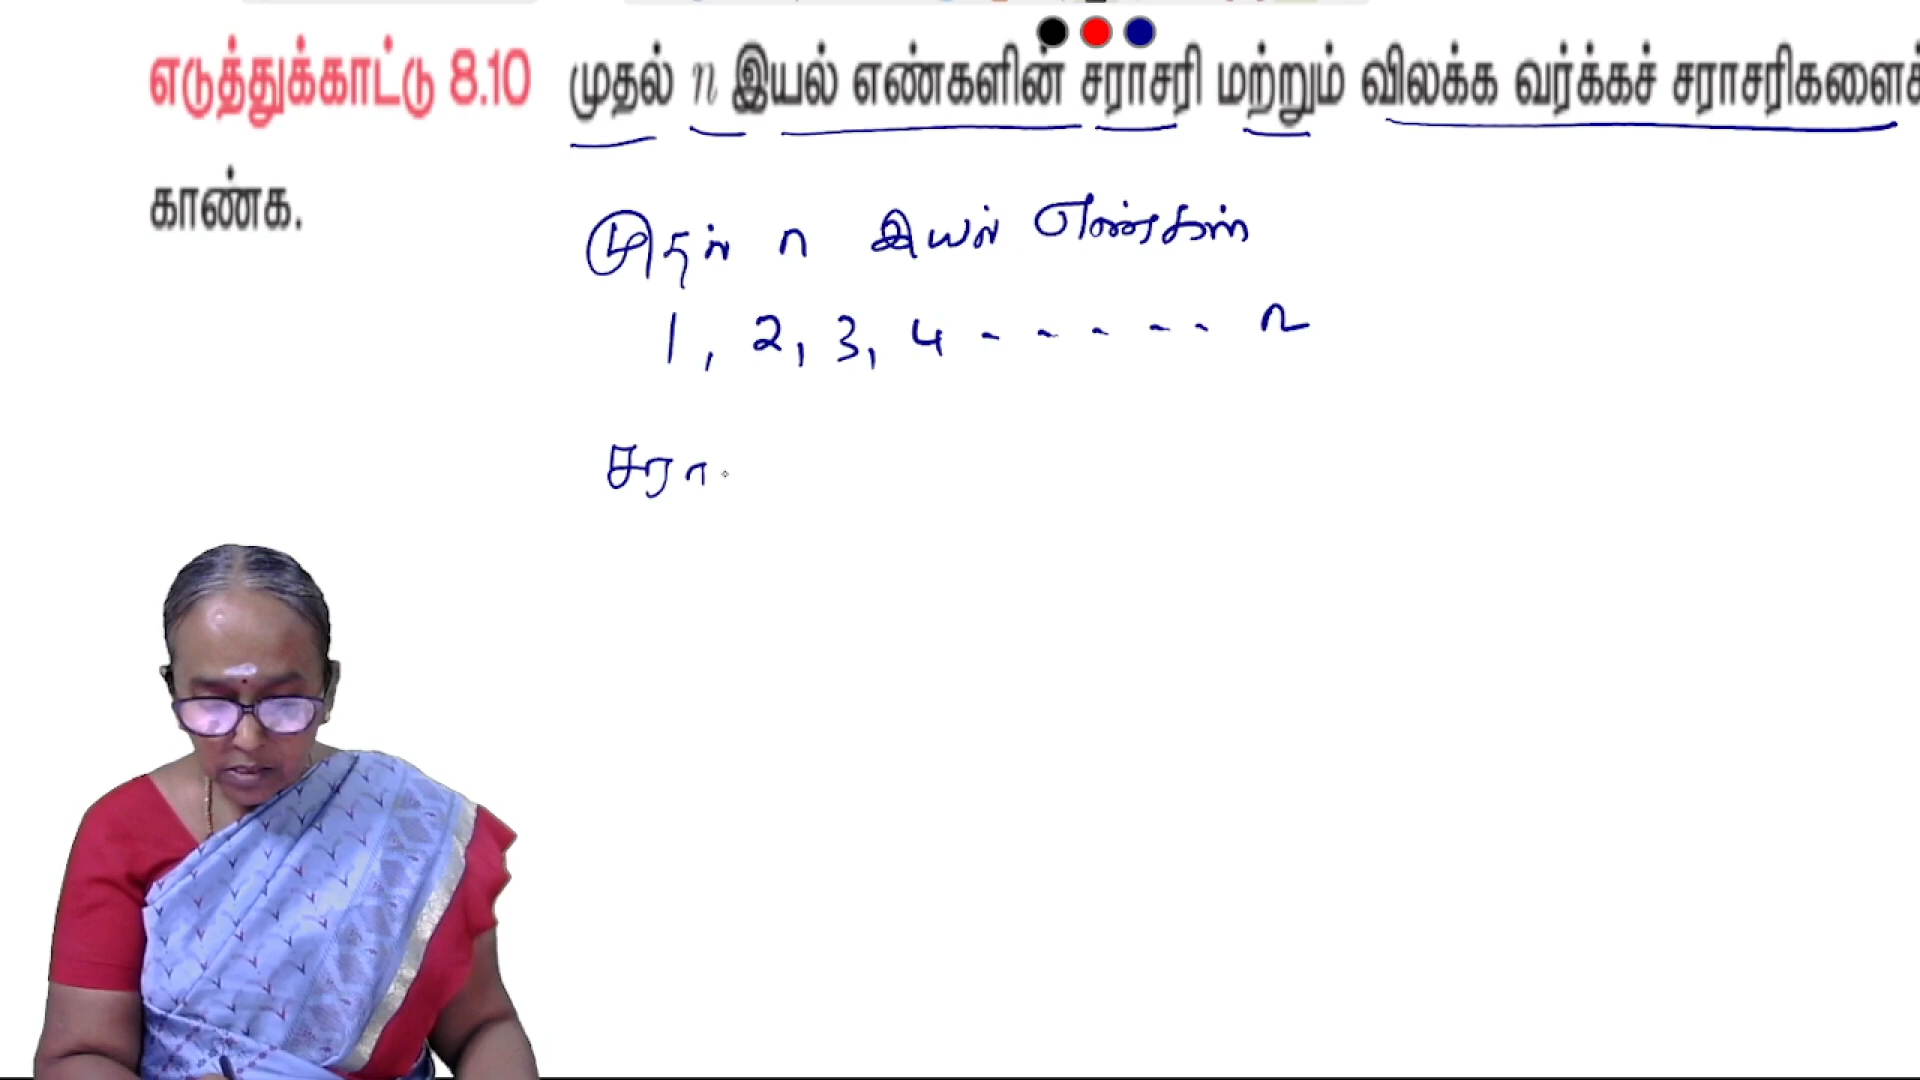 எடுத்துக்காட்டு 8.10 முதல் n இயல் எண்களின் சராசரி மற்றும் விலக்க வர்க்கச் சராசரிகளைக்
காண்க.
முதல் n இயல் எண்கள்
1, 2, 3, 4 - - - - - n
சரா